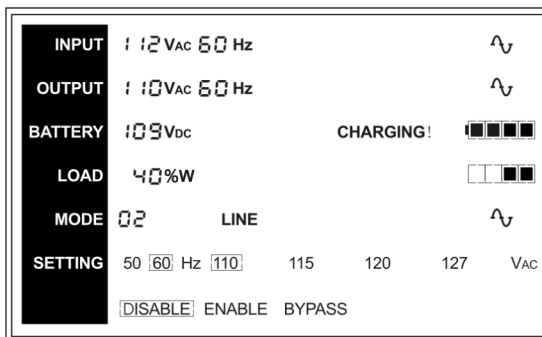 INPUT 112 VAC 60 Hz
OUTPUT 110 VAC 60 Hz
BATTERY 109 VDC CHARGING!
LOAD 40 %W
MODE 02 LINE
SETTING 50 60 Hz 110 115 120 127 VAC
DISABLE ENABLE BYPASS